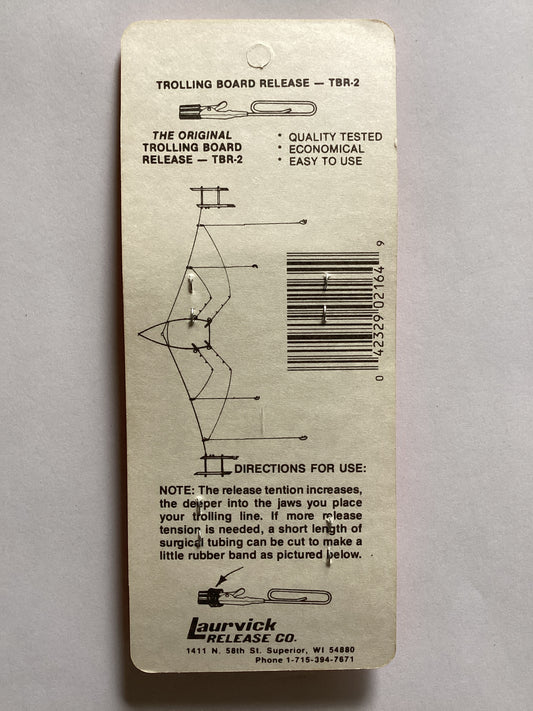 TROLLING BOARD RELEASE — TBR-2
THE ORIGINAL
TROLLING BOARD
RELEASE — TBR-2
• QUALITY TESTED
• ECONOMICAL
• EASY TO USE
0 42329 02164 9
DIRECTIONS FOR USE:
NOTE: The release tention increases,
the deeper into the jaws you place
your trolling line. If more release
tension is needed, a short length of
surgical tubing can be cut to make a
little rubber band as pictured below.
Laurvick
RELEASE CO.
1411 N. 58th St. Superior, WI 54880
Phone 1-715-394-7671